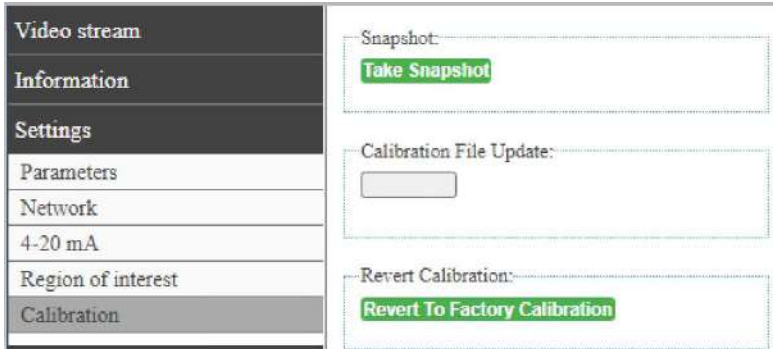 Video stream
Information
Settings
Parameters
Network
4-20 mA
Region of interest
Calibration
Snapshot:
Take Snapshot
Calibration File Update:
Revert Calibration:
Revert To Factory Calibration